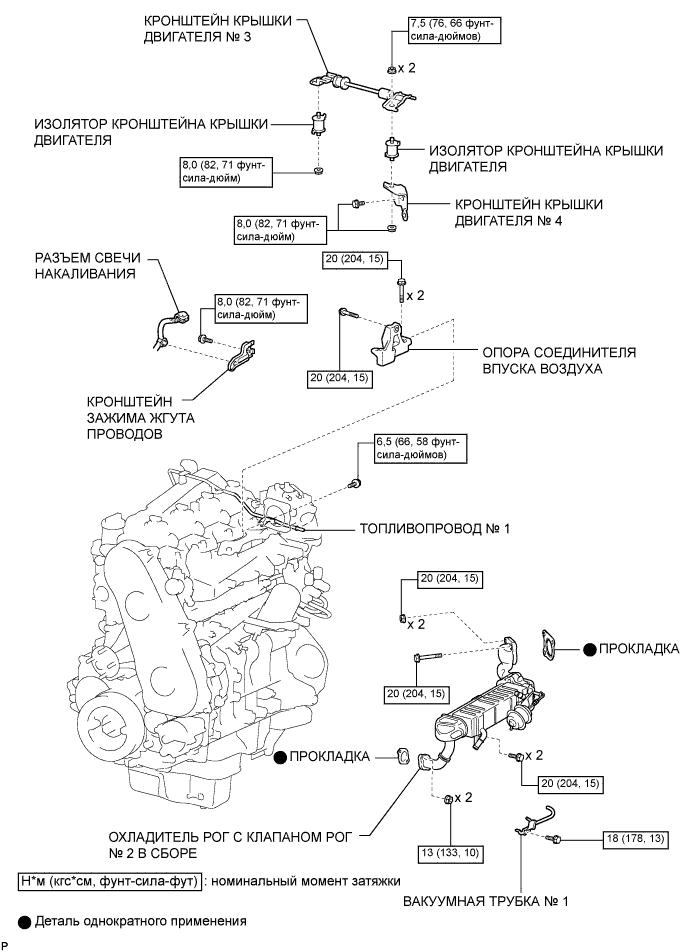 КРОНШТЕЙН КРЫШКИ
ДВИГАТЕЛЯ № 3
7,5 (76, 66 фунт-
сила-дюймов)
x 2
ИЗОЛЯТОР КРОНШТЕЙНА КРЫШКИ
ДВИГАТЕЛЯ
ИЗОЛЯТОР КРОНШТЕЙНА КРЫШКИ
ДВИГАТЕЛЯ
8,0 (82, 71 фунт-
сила-дюйм)
КРОНШТЕЙН КРЫШКИ
ДВИГАТЕЛЯ № 4
8,0 (82, 71 фунт-
сила-дюйм)
РАЗЪЕМ СВЕЧИ
НАКАЛИВАНИЯ
20 (204, 15)
x 2
8,0 (82, 71 фунт-
сила-дюйм)
ОПОРА СОЕДИНИТЕЛЯ
ВПУСКА ВОЗДУХА
20 (204, 15)
КРОНШТЕЙН
ЗАЖИМА ЖГУТА
ПРОВОДОВ
6,5 (66, 58 фунт-
сила-дюймов)
ТОПЛИВОПРОВОД № 1
20 (204, 15)
x 2
ПРОКЛАДКА
20 (204, 15)
ПРОКЛАДКА
x 2
20 (204, 15)
x 2
ОХЛАДИТЕЛЬ РОГ С КЛАПАНОМ РОГ
№ 2 В СБОРЕ
13 (133, 10)
18 (178, 13)
Н*м (кгс*см, фунт-сила-фут) : номинальный момент затяжки
ВАКУУМНАЯ ТРУБКА № 1
Деталь однократного применения
P